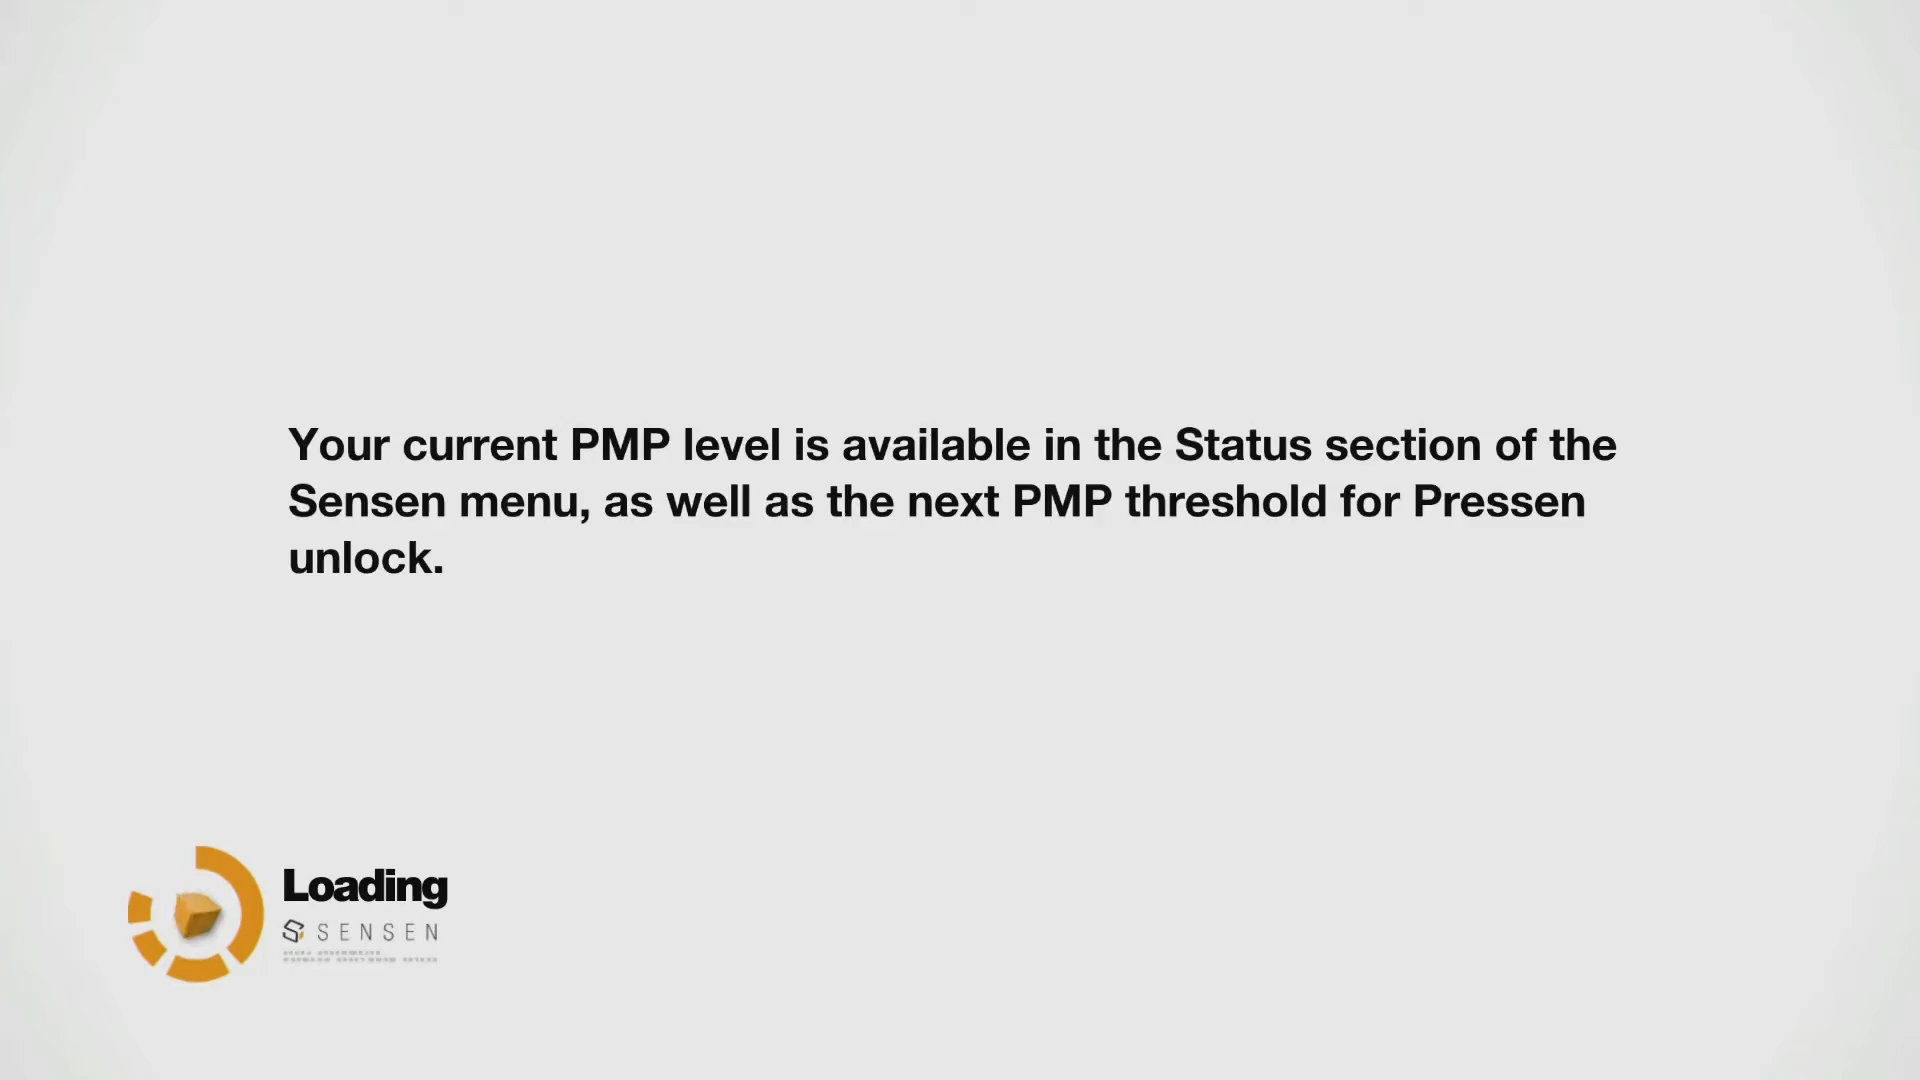 Your current PMP level is available in the Status section of the
Sensen menu, as well as the next PMP threshold for Pressen
unlock.
Loading
SENSEN